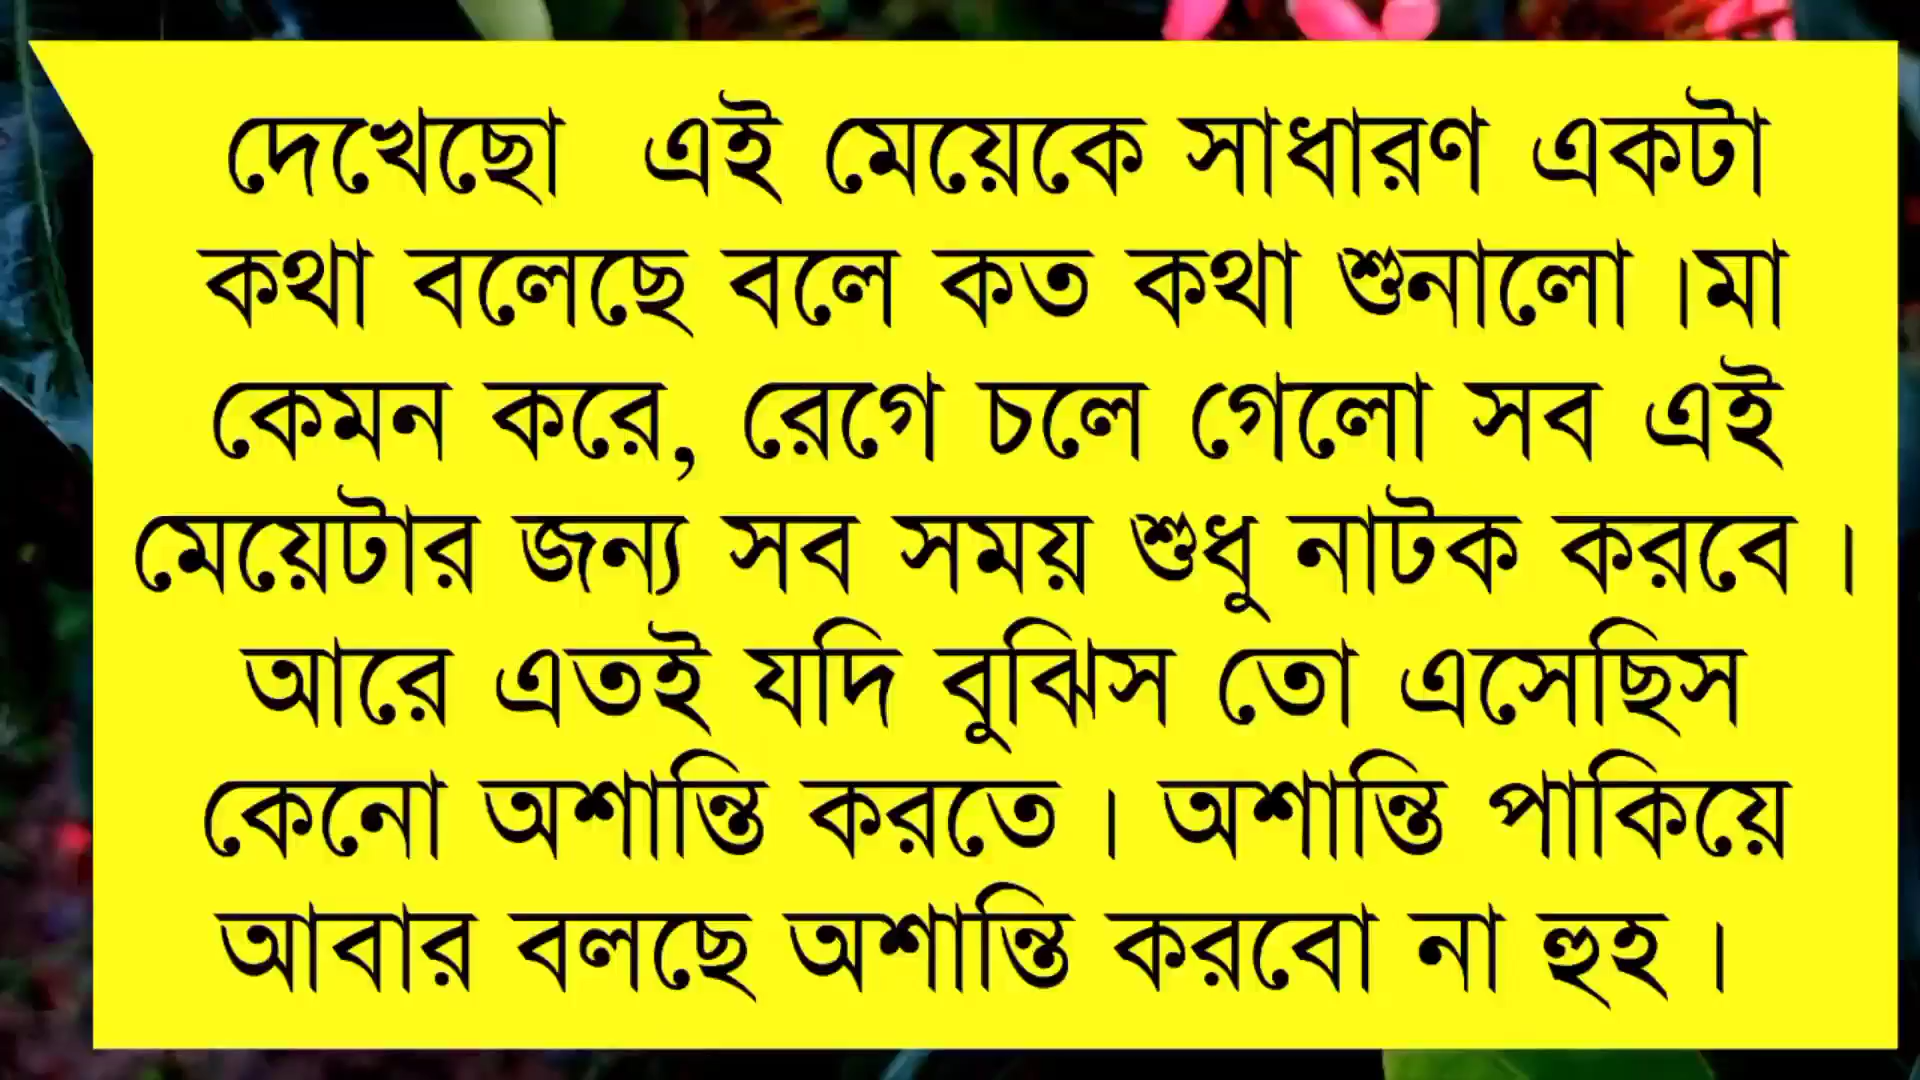 দেখেছো এই মেয়েকে সাধারণ একটা
কথা বলেছে বলে কত কথা শুনালো ।মা
কেমন করে, রেগে চলে গেলো সব এই
মেয়েটার জন্য সব সময় শুধু নাটক করবে ।
আরে এতই যদি বুঝিস তো এসেছিস
কেনো অশান্তি করতে । অশান্তি পাকিয়ে
আবার বলছে অশান্তি করবো না হুহ ।